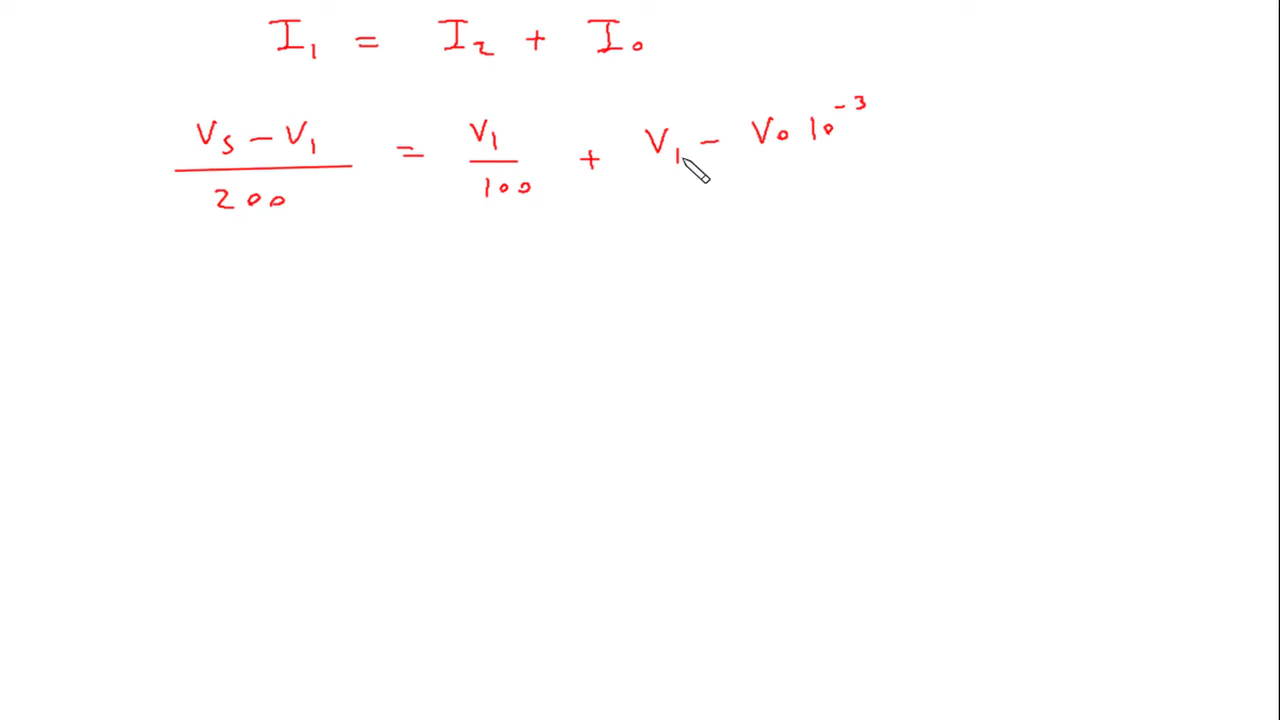 I₁ = I₂ + I₀
(Vs - V₁)/200 = V₁/100 + V₁ - V₀ 10⁻³